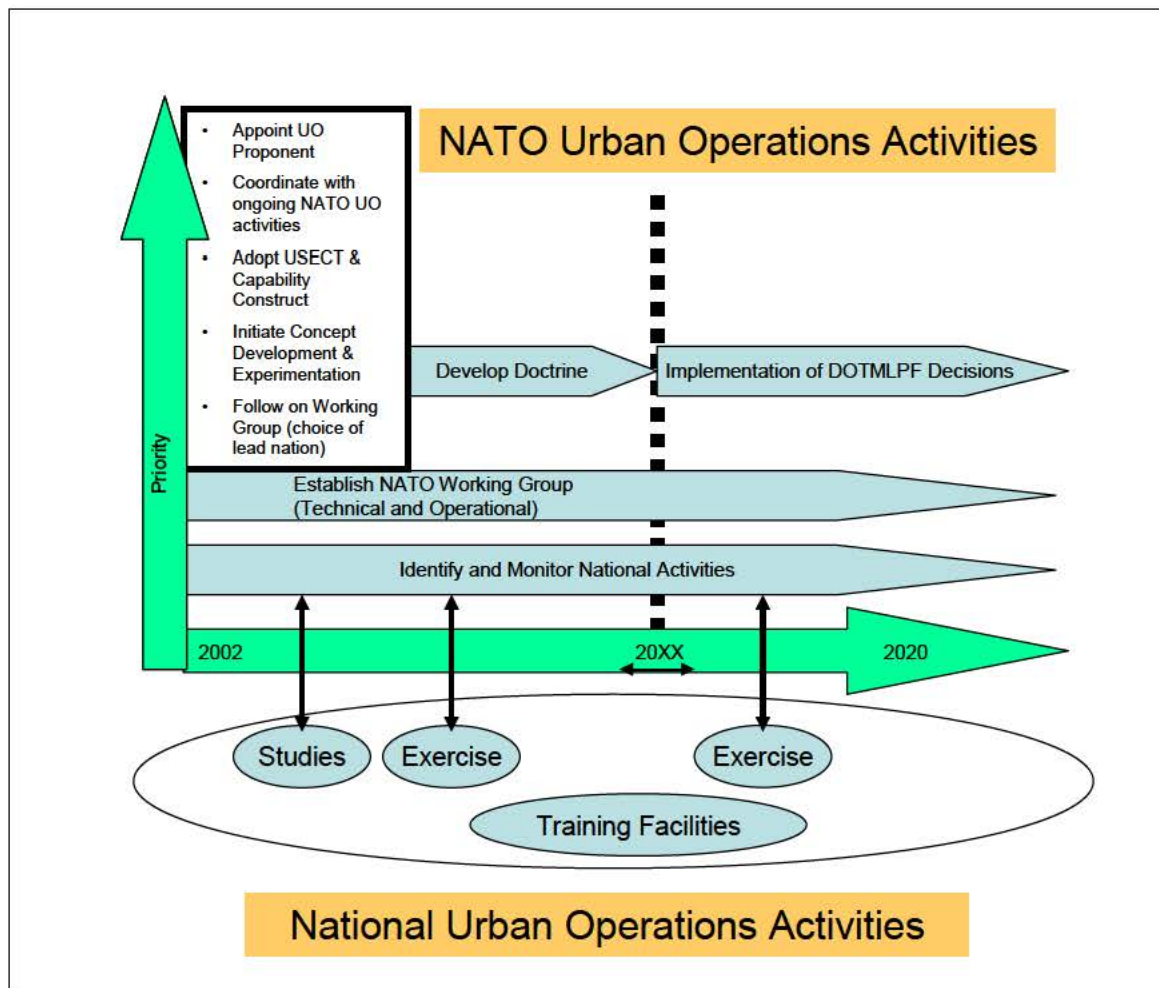 NATO Urban Operations Activities
• Appoint UO
Proponent
• Coordinate with
ongoing NATO UO
activities
• Adopt USECT &
Capability
Construct
• Initiate Concept
Development &
Experimentation
• Follow on Working
Group (choice of
lead nation)
Priority
Develop Doctrine
Implementation of DOTMLPF Decisions
Establish NATO Working Group
(Technical and Operational)
Identify and Monitor National Activities
2002
20XX
2020
Studies
Exercise
Exercise
Training Facilities
National Urban Operations Activities